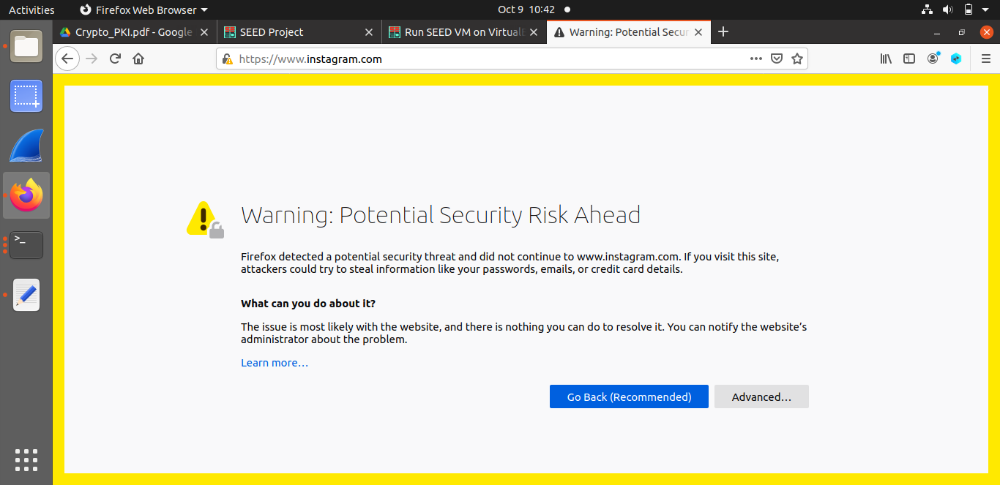 Activities
Firefox Web Browser
Oct 9 10:42
Crypto_PKI.pdf - Google
SEED Project
Run SEED VM on Virtual
Warning: Potential Secur
https://www.instagram.com
Warning: Potential Security Risk Ahead
Firefox detected a potential security threat and did not continue to www.instagram.com. If you visit this site,
attackers could try to steal information like your passwords, emails, or credit card details.
What can you do about it?
The issue is most likely with the website, and there is nothing you can do to resolve it. You can notify the website’s
administrator about the problem.
Learn more…
Go Back (Recommended)
Advanced…